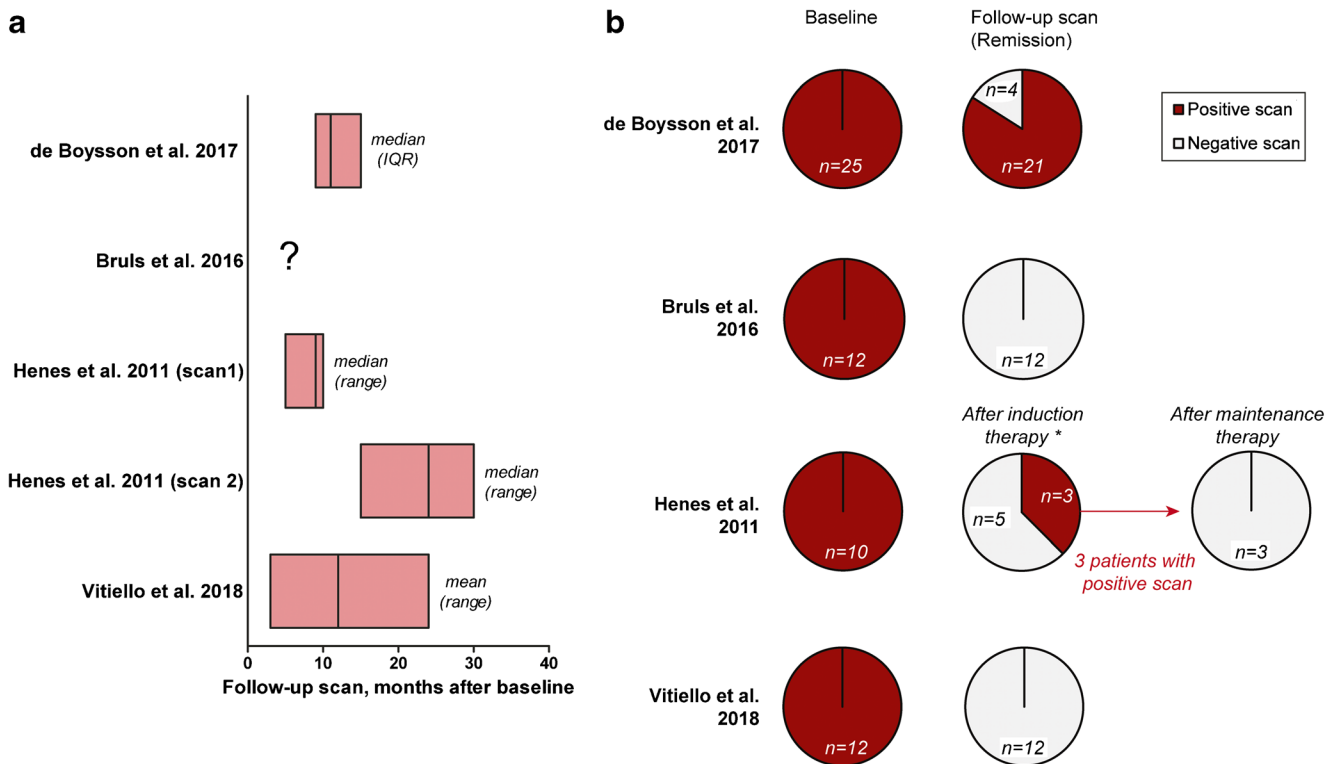 a
de Boysson et al. 2017
median
(IQR)
Bruls et al. 2016
?
Henes et al. 2011 (scan1)
median
(range)
Henes et al. 2011 (scan 2)
median
(range)
Vitiello et al. 2018
mean
(range)
0 10 20 30 40
Follow-up scan, months after baseline
b
Baseline
Follow-up scan
(Remission)
de Boysson et al.
2017
n=25
n=4
n=21
Positive scan
Negative scan
Bruls et al.
2016
n=12
n=12
After induction
therapy *
After maintenance
therapy
Henes et al.
2011
n=10
n=3
n=5
3 patients with
positive scan
n=3
Vitiello et al.
2018
n=12
n=12